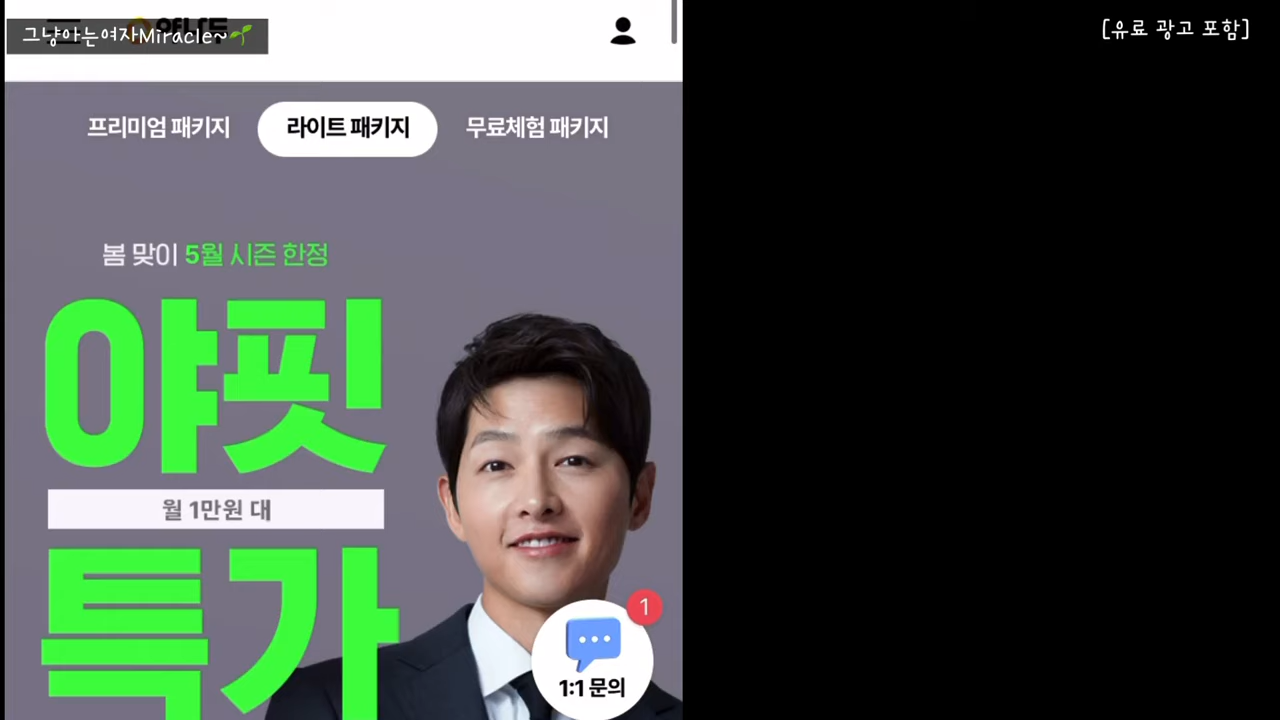 그냥아는여자Miracle~🌱
[유료 광고 포함]
프리미엄 패키지
라이트 패키지
무료체험 패키지
봄 맞이 5월 시즌 한정
야핏
월 1만원 대
특가
1
1:1 문의